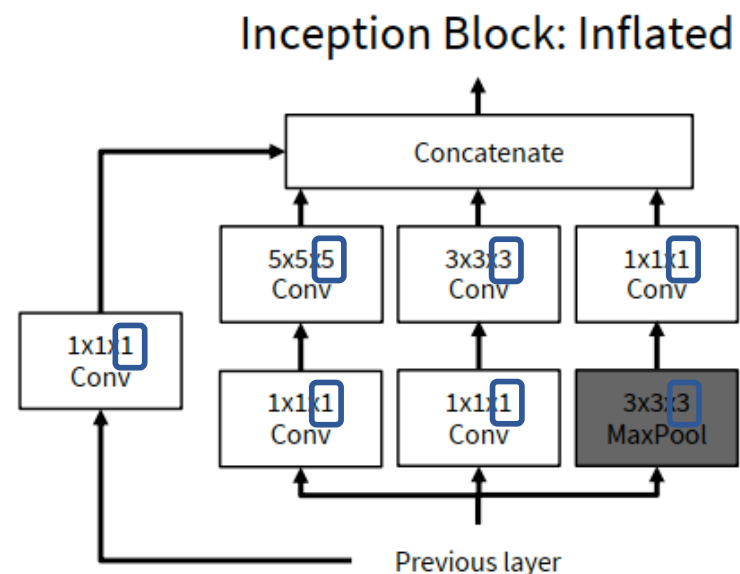 Inception Block: Inflated
Concatenate
5x5x5
Conv
3x3x3
Conv
1x1x1
Conv
1x1x1
Conv
1x1x1
Conv
1x1x1
Conv
3x3x3
MaxPool
Previous layer